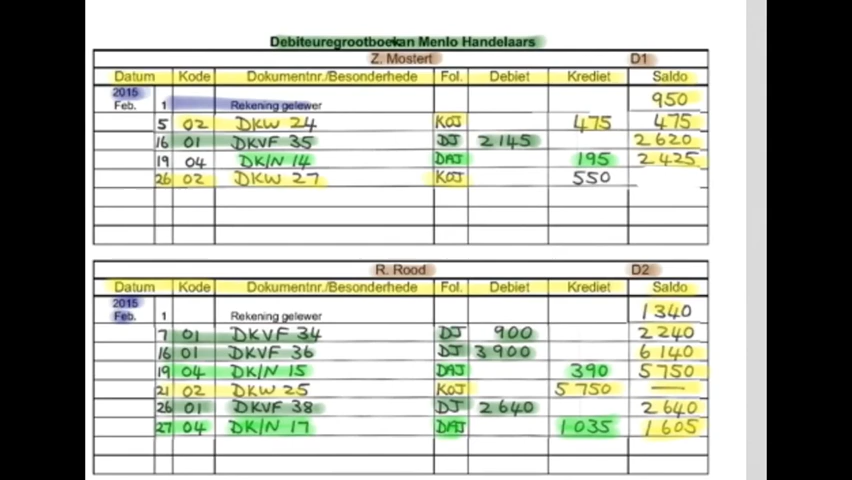 Debiteuregrootboek van Menlo Handelaars
Z. Mostert D1
Datum Kode Dokumentnr./Besonderhede Fol. Debiet Krediet Saldo
2015
Feb. 1 Rekening gelewer 950
5 02 DKW 24 KOJ 475 475
16 01 DKVF 35 DJ 2145 2620
19 04 DK/N 14 DAJ 195 2425
26 02 DKW 27 KOJ 550
R. Rood D2
Datum Kode Dokumentnr./Besonderhede Fol. Debiet Krediet Saldo
2015
Feb. 1 Rekening gelewer 1340
7 01 DKVF 34 DJ 900 2240
16 01 DKVF 36 DJ 3900 6140
19 04 DK/N 15 DAJ 390 5750
21 02 DKW 25 KOJ 5750 —
26 01 DKVF 38 DJ 2640 2640
27 04 DK/N 17 DAJ 1035 1605